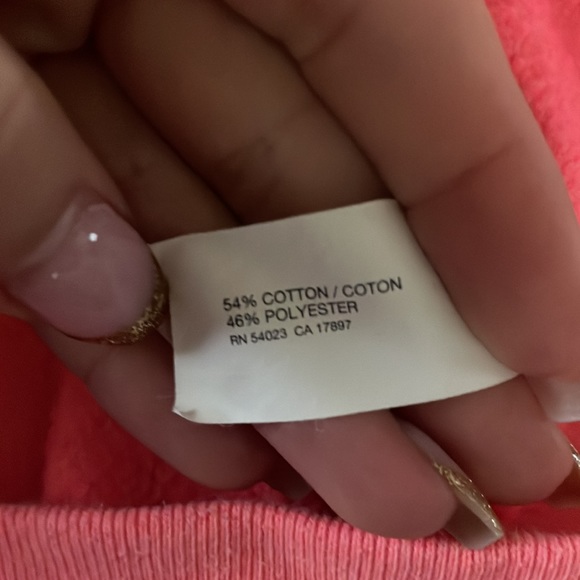 54% COTTON / COTON
46% POLYESTER
RN 54023 CA 17897